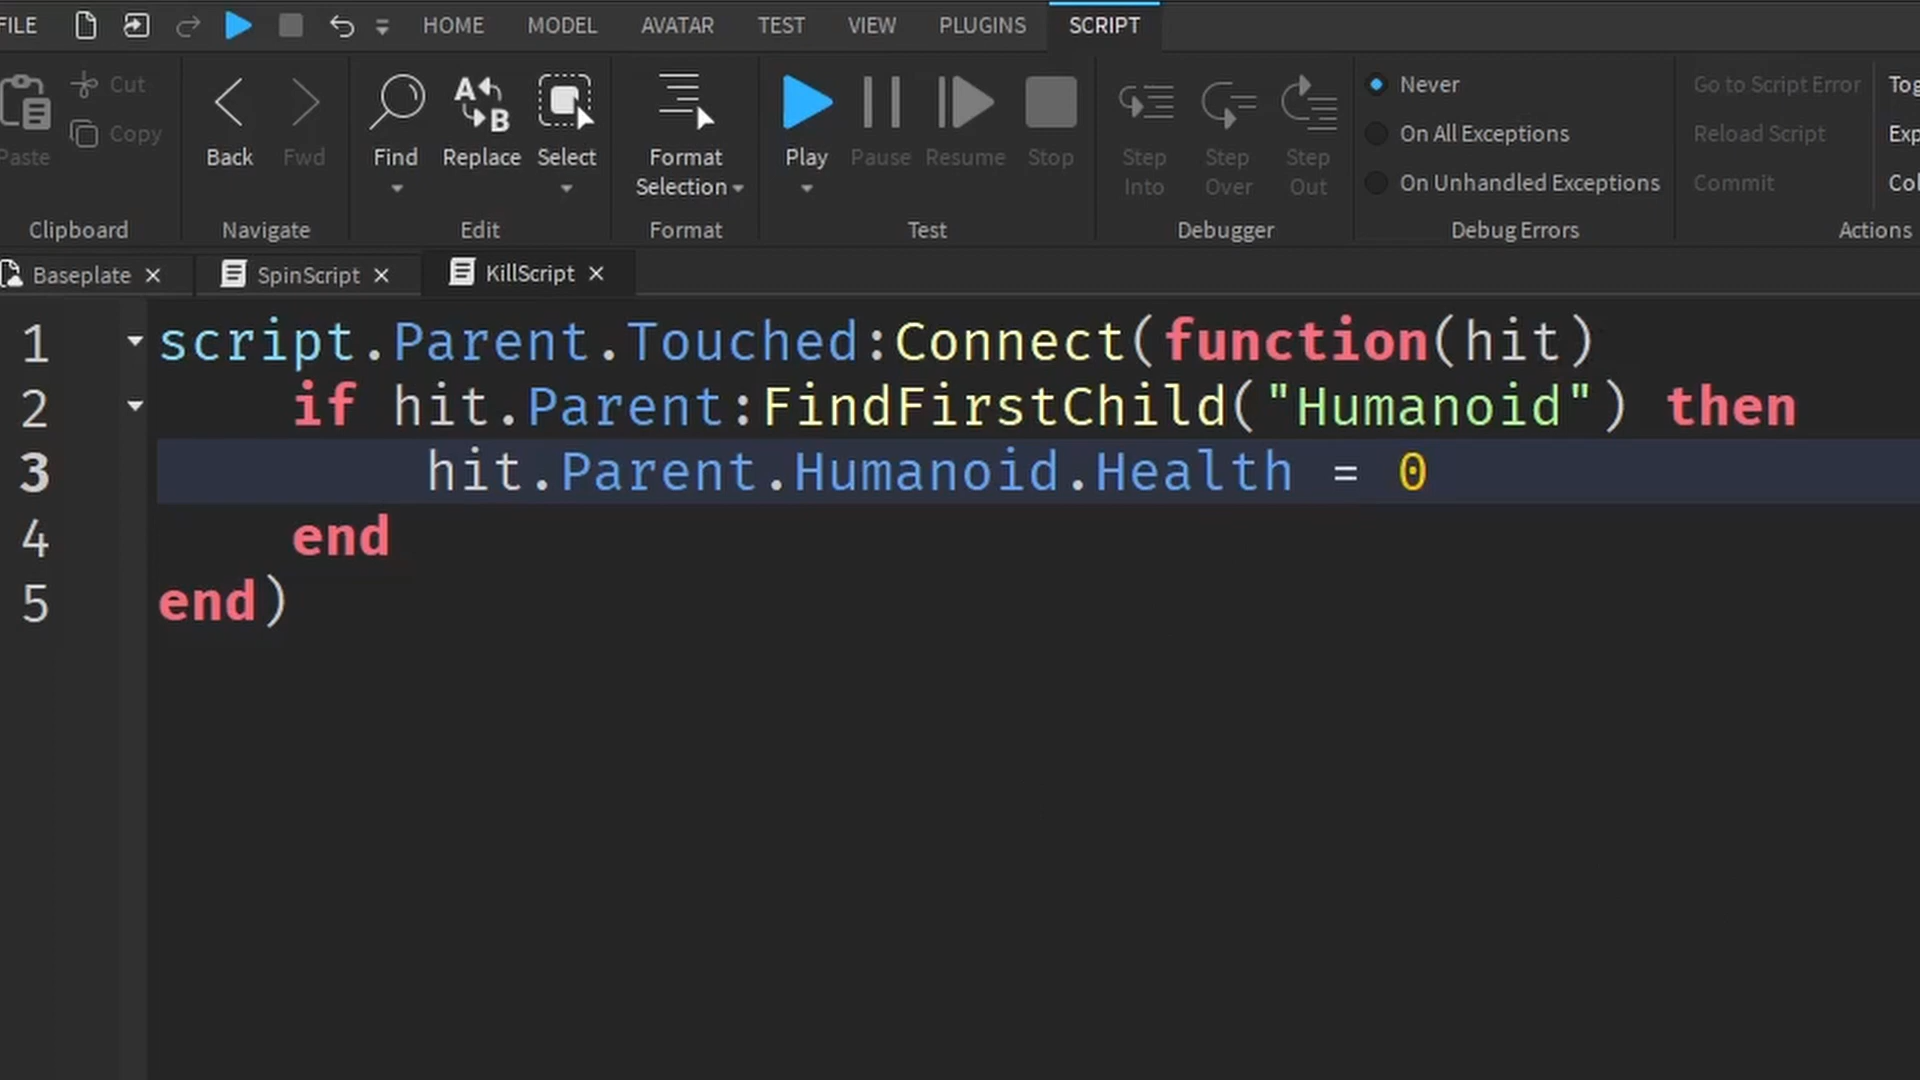 FILE HOME MODEL AVATAR TEST VIEW PLUGINS SCRIPT
Paste
Cut
Copy
Clipboard
Back
Fwd
Navigate
Find
Replace
Select
Edit
Format
Selection
Format
Play
Pause
Resume
Stop
Test
Step
Into
Step
Over
Step
Out
Debugger
Never
On All Exceptions
On Unhandled Exceptions
Debug Errors
Go to Script Error
Reload Script
Commit
Actions
Baseplate SpinScript KillScript
1 script.Parent.Touched:Connect(function(hit)
2 if hit.Parent:FindFirstChild("Humanoid") then
3 hit.Parent.Humanoid.Health = 0
4 end
5 end)